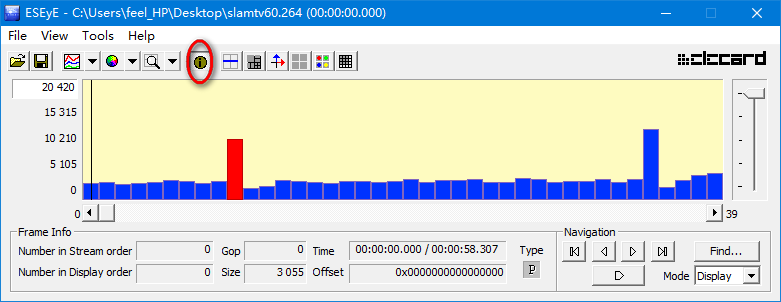 ESEyE - C:\Users\feel_HP\Desktop\slamtv60.264 (00:00:00.000)
File View Tools Help
elecard
20 420
15 315
10 210
5 105
0
0 39
Frame Info
Number in Stream order 0 Gop 0 Time 00:00:00.000 / 00:00:58.307 Type
Number in Display order 0 Size 3 055 Offset 0x0000000000000000 P
Navigation
Find...
Mode Display